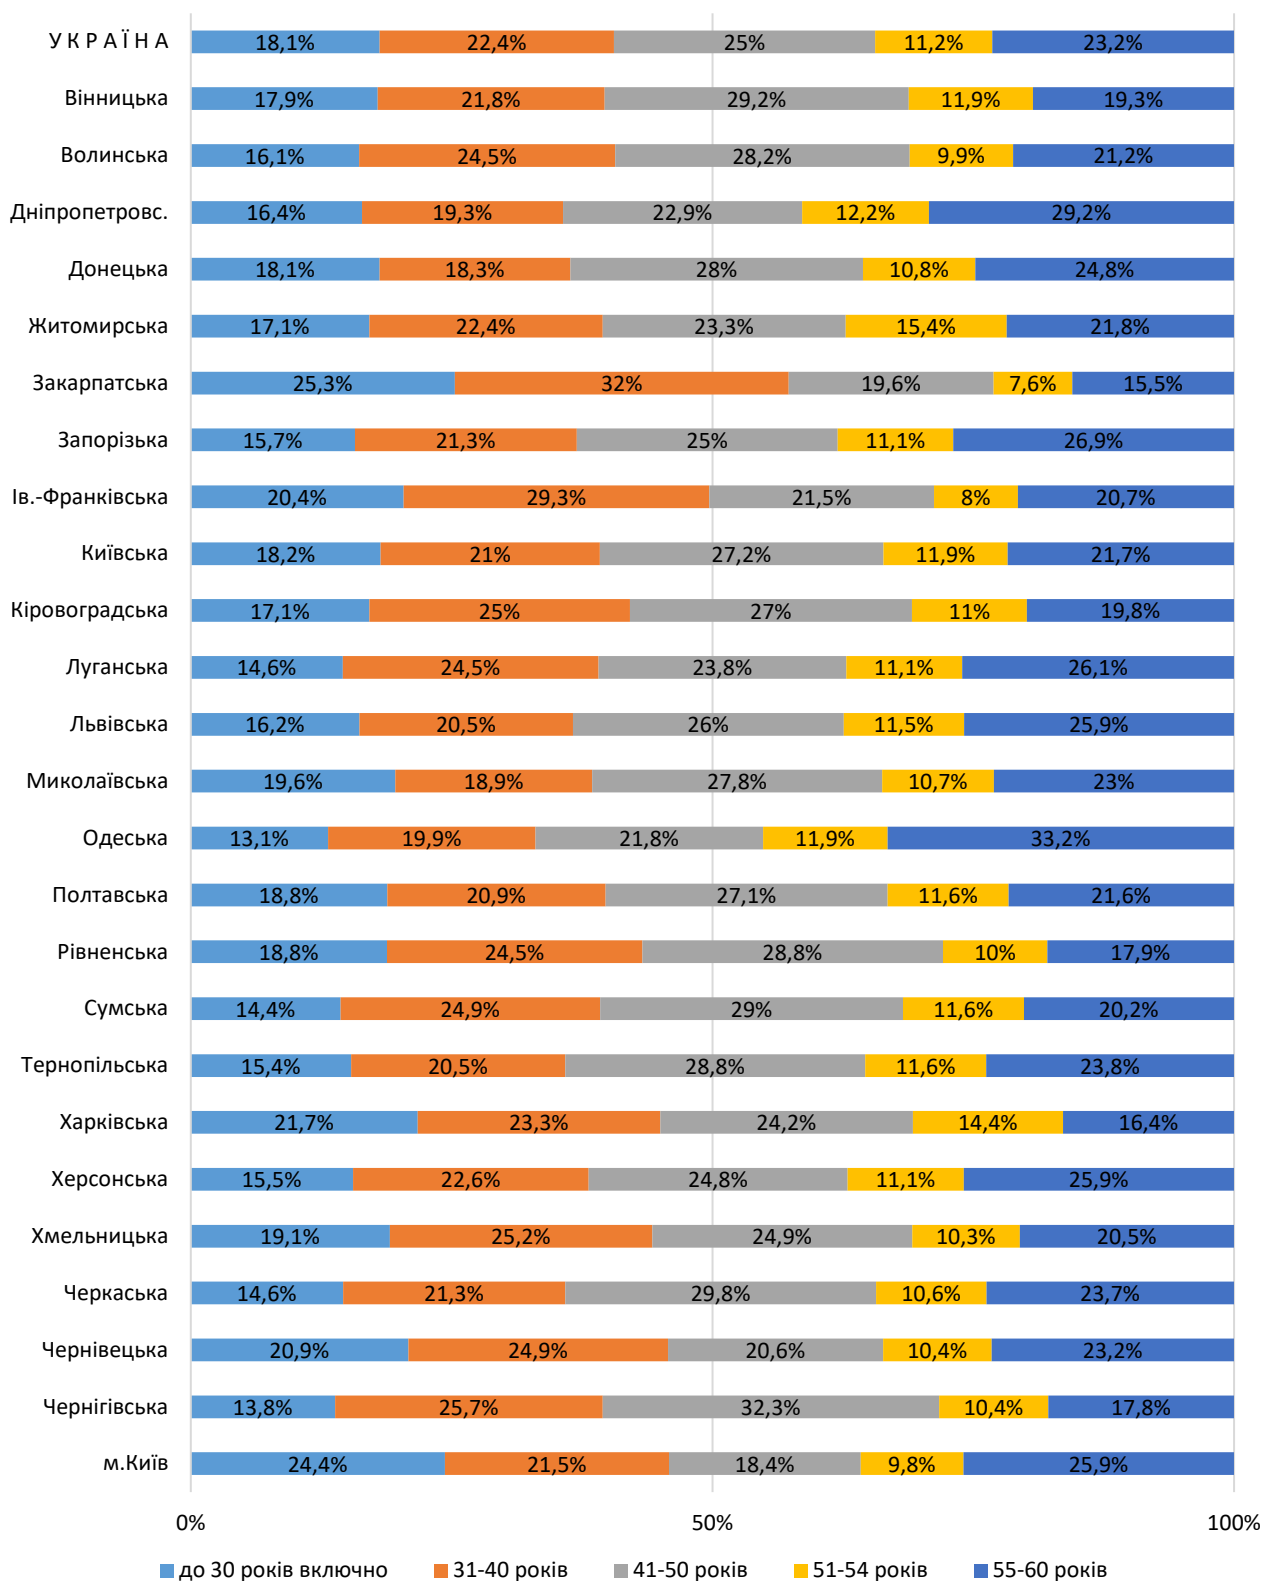 У К Р А Ї Н А 18,1% 22,4% 25% 11,2% 23,2%
Вінницька 17,9% 21,8% 29,2% 11,9% 19,3%
Волинська 16,1% 24,5% 28,2% 9,9% 21,2%
Дніпропетровс. 16,4% 19,3% 22,9% 12,2% 29,2%
Донецька 18,1% 18,3% 28% 10,8% 24,8%
Житомирська 17,1% 22,4% 23,3% 15,4% 21,8%
Закарпатська 25,3% 32% 19,6% 7,6% 15,5%
Запорізька 15,7% 21,3% 25% 11,1% 26,9%
Ів.-Франківська 20,4% 29,3% 21,5% 8% 20,7%
Київська 18,2% 21% 27,2% 11,9% 21,7%
Кіровоградська 17,1% 25% 27% 11% 19,8%
Луганська 14,6% 24,5% 23,8% 11,1% 26,1%
Львівська 16,2% 20,5% 26% 11,5% 25,9%
Миколаївська 19,6% 18,9% 27,8% 10,7% 23%
Одеська 13,1% 19,9% 21,8% 11,9% 33,2%
Полтавська 18,8% 20,9% 27,1% 11,6% 21,6%
Рівненська 18,8% 24,5% 28,8% 10% 17,9%
Сумська 14,4% 24,9% 29% 11,6% 20,2%
Тернопільська 15,4% 20,5% 28,8% 11,6% 23,8%
Харківська 21,7% 23,3% 24,2% 14,4% 16,4%
Херсонська 15,5% 22,6% 24,8% 11,1% 25,9%
Хмельницька 19,1% 25,2% 24,9% 10,3% 20,5%
Черкаська 14,6% 21,3% 29,8% 10,6% 23,7%
Чернівецька 20,9% 24,9% 20,6% 10,4% 23,2%
Чернігівська 13,8% 25,7% 32,3% 10,4% 17,8%
м.Київ 24,4% 21,5% 18,4% 9,8% 25,9%
0% 50% 100%
до 30 років включно 31-40 років 41-50 років 51-54 років 55-60 років